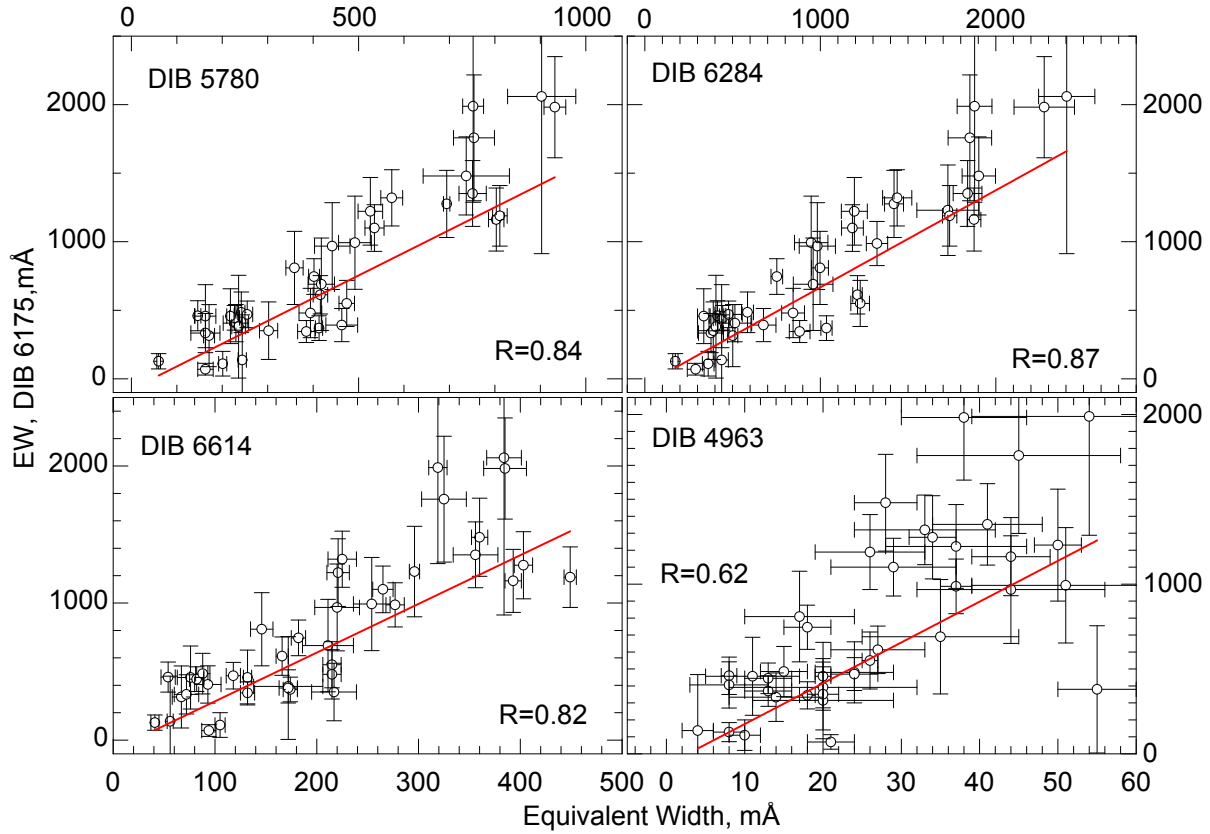 0 500 1000 0 1000 2000
DIB 5780
DIB 6284
2000 2000
1000 1000
R=0.84
R=0.87
0 0
EW, DIB 6175,mÅ
DIB 6614
DIB 4963
2000 2000
1000 1000
R=0.62
R=0.82
0 0
0 100 200 300 400 500 10 20 30 40 50 60
Equivalent Width, mÅ